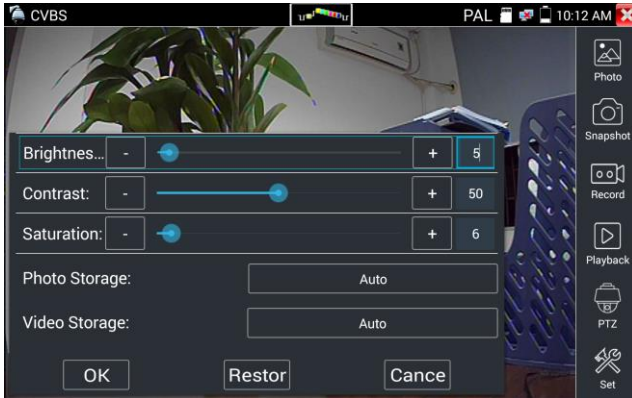 CVBS
PAL
10:12 AM
Photo
Snapshot
Brightnes... - + 5
Contrast: - + 50
Record
Saturation: - + 6
Playback
Photo Storage: Auto
Video Storage: Auto
PTZ
OK Restor Cance
Set